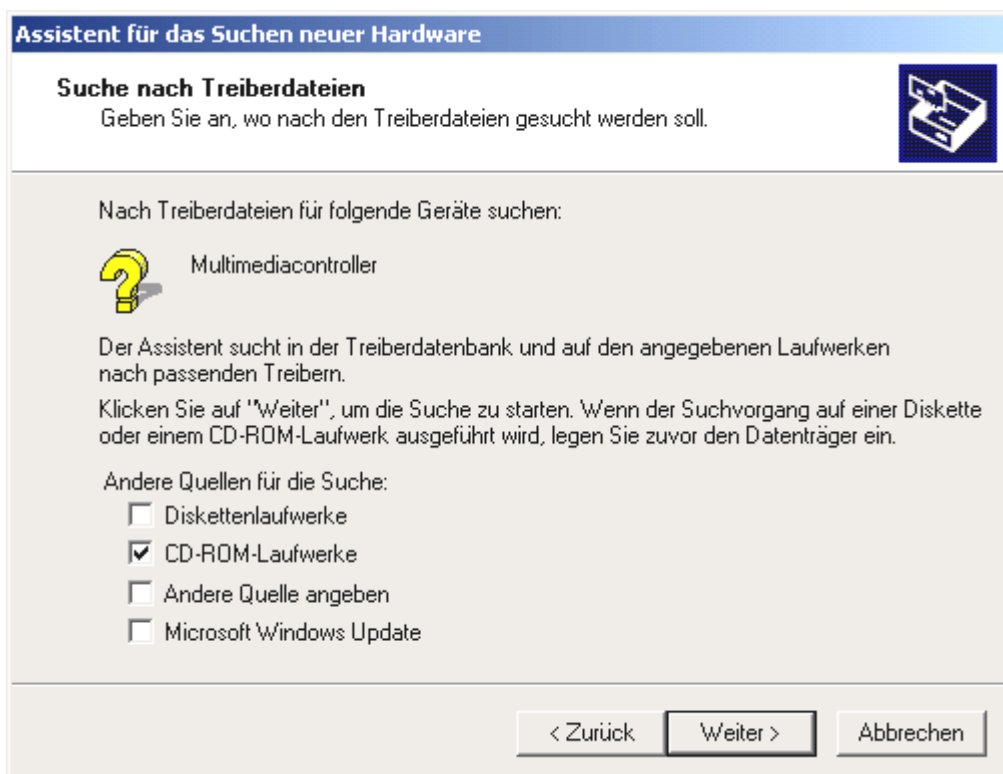 Assistent für das Suchen neuer Hardware
Suche nach Treiberdateien
Geben Sie an, wo nach den Treiberdateien gesucht werden soll.
Nach Treiberdateien für folgende Geräte suchen:
Multimediacontroller
Der Assistent sucht in der Treiberdatenbank und auf den angegebenen Laufwerken
nach passenden Treibern.
Klicken Sie auf "Weiter", um die Suche zu starten. Wenn der Suchvorgang auf einer Diskette
oder einem CD-ROM-Laufwerk ausgeführt wird, legen Sie zuvor den Datenträger ein.
Andere Quellen für die Suche:
Diskettenlaufwerke
CD-ROM-Laufwerke
Andere Quelle angeben
Microsoft Windows Update
< Zurück Weiter > Abbrechen